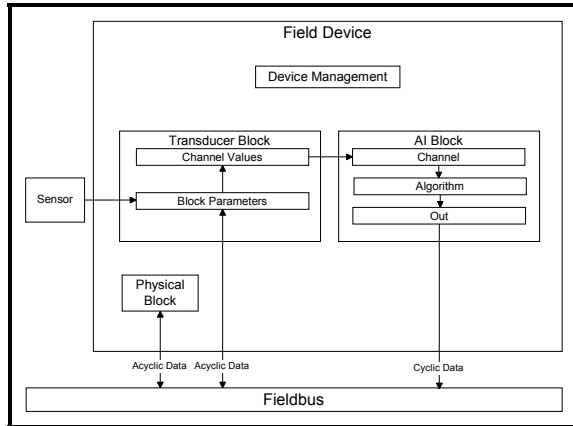 Field Device
Device Management
Transducer Block
AI Block
Channel Values
Channel
Algorithm
Sensor
Block Parameters
Out
Physical
Block
Acyclic Data
Acyclic Data
Cyclic Data
Fieldbus